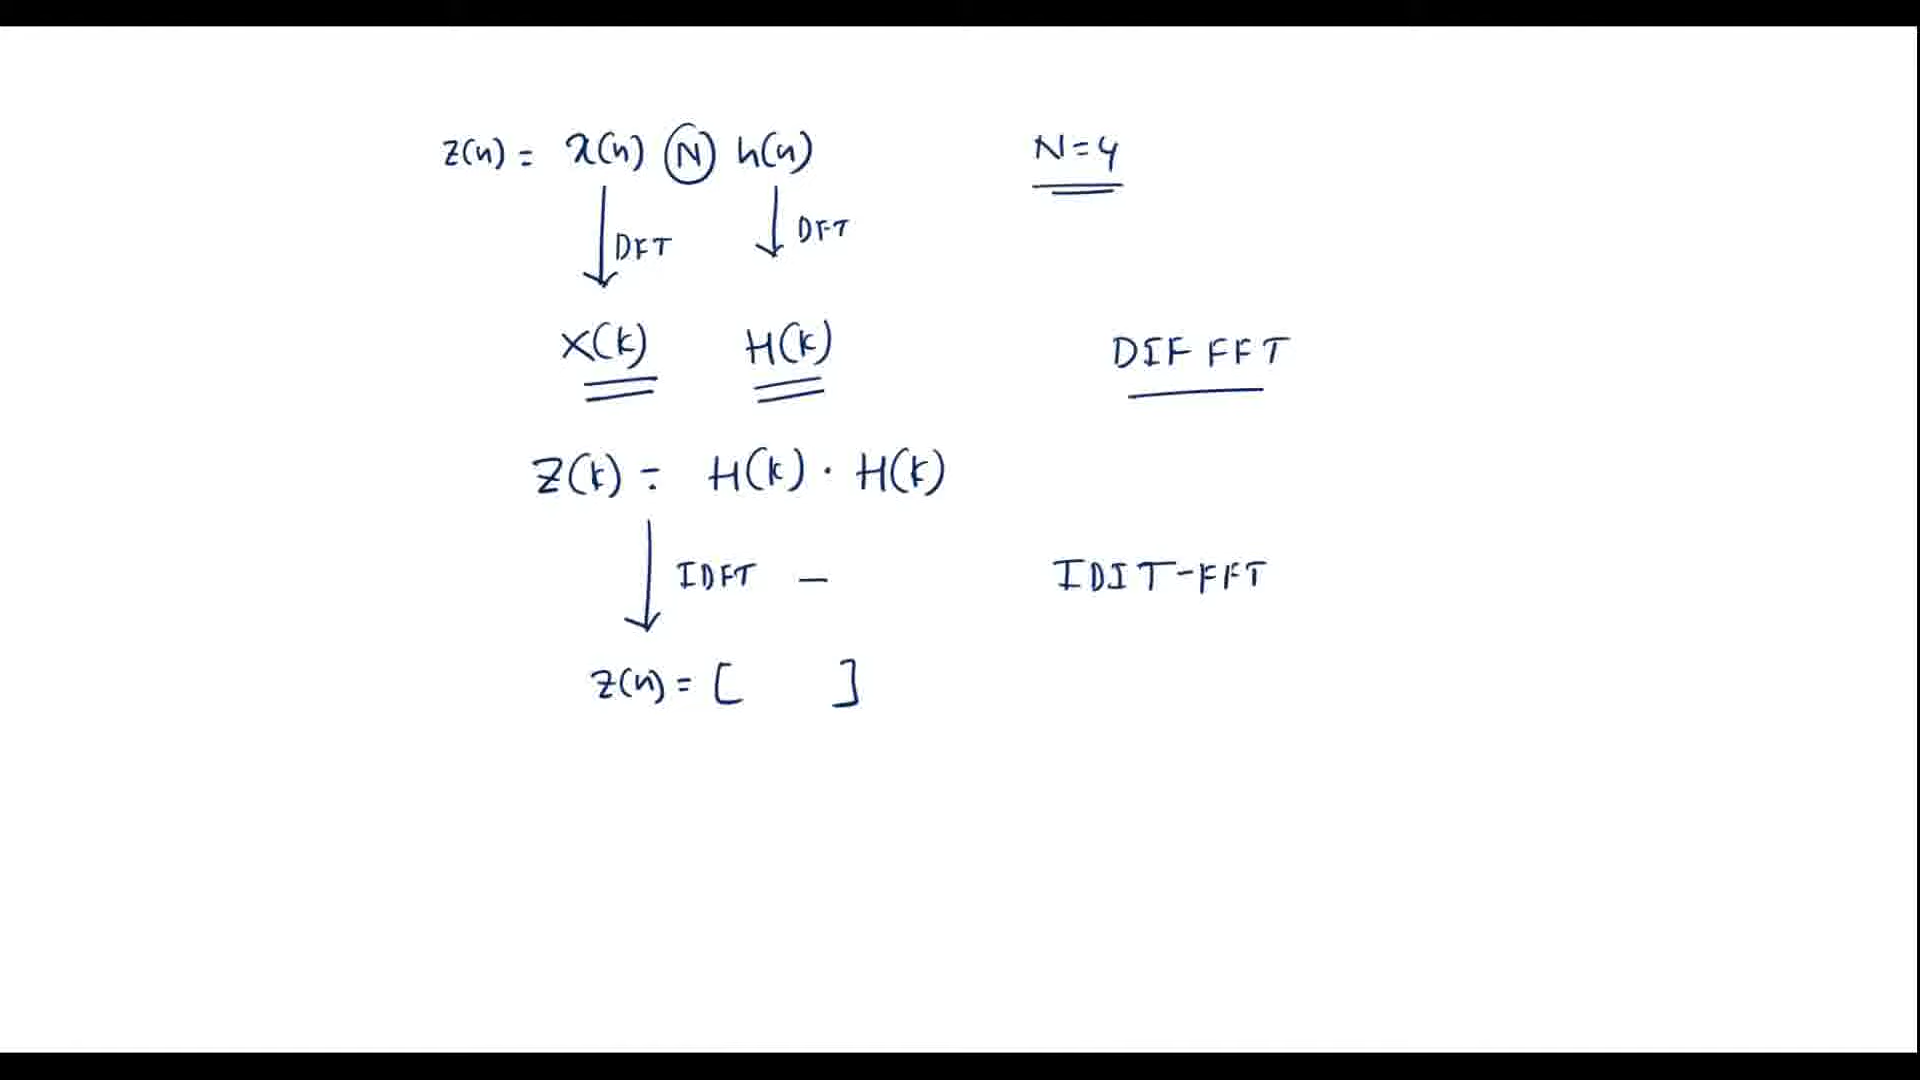 z(n) = x(n) Ⓝ h(n) N=4
DFT DFT
X(k) H(k) DIF FFT
Z(k) = H(k) · H(k)
IDFT — IDIT-FFT
z(n) = [ ]